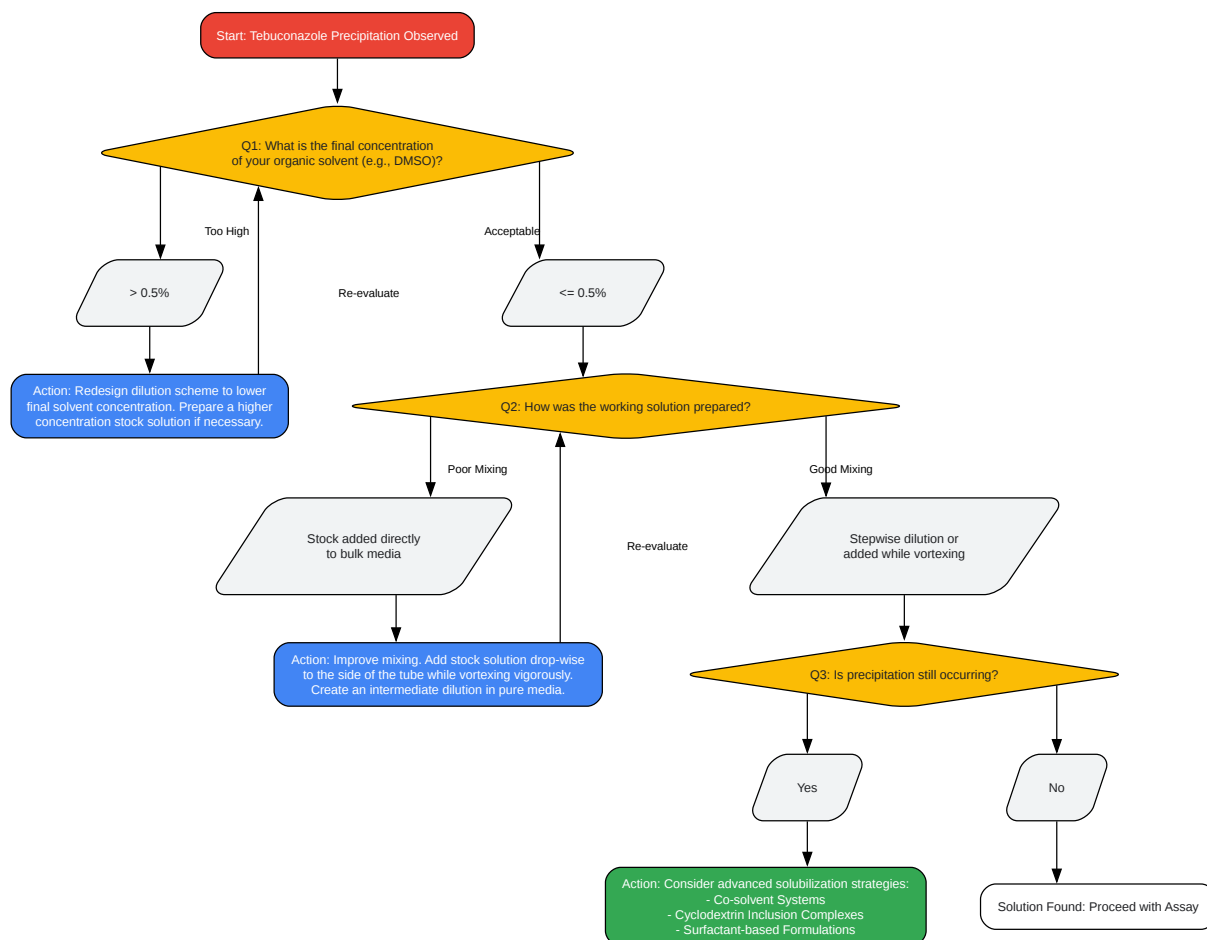 Start: Tebuconazole Precipitation Observed
Q1: What is the final concentration
of your organic solvent (e.g., DMSO)?
Too High
Acceptable
> 0.5%
Re-evaluate
<= 0.5%
Action: Redesign dilution scheme to lower
final solvent concentration. Prepare a higher
concentration stock solution if necessary.
Q2: How was the working solution prepared?
Poor Mixing
Good Mixing
Stock added directly
to bulk media
Re-evaluate
Stepwise dilution or
added while vortexing
Action: Improve mixing. Add stock solution drop-wise
to the side of the tube while vortexing vigorously.
Create an intermediate dilution in pure media.
Q3: Is precipitation still occurring?
Yes
No
Action: Consider advanced solubilization strategies:
- Co-solvent Systems
- Cyclodextrin Inclusion Complexes
- Surfactant-based Formulations
Solution Found: Proceed with Assay